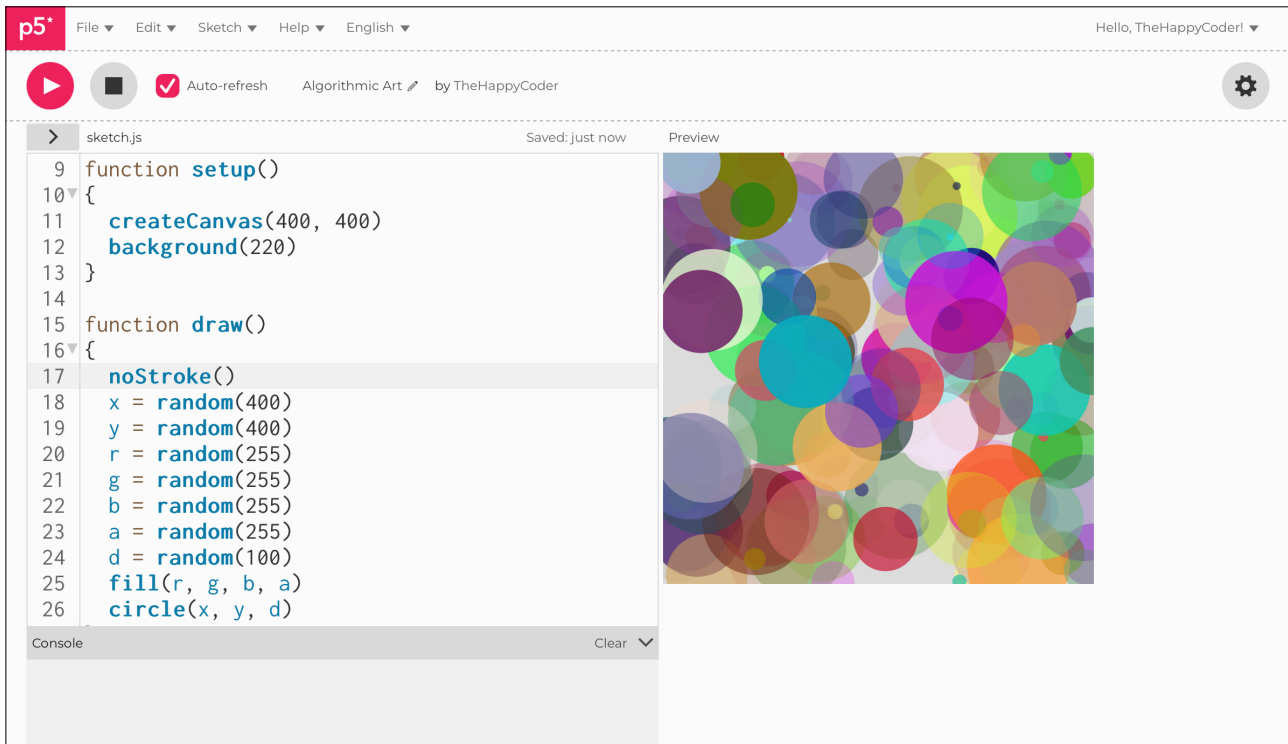 p5* File Edit Sketch Help English Hello, TheHappyCoder!
Auto-refresh Algorithmic Art by TheHappyCoder
sketch.js Saved: just now Preview
9 function setup()
10 {
11 createCanvas(400, 400)
12 background(220)
13 }
14
15 function draw()
16 {
17 noStroke()
18 x = random(400)
19 y = random(400)
20 r = random(255)
21 g = random(255)
22 b = random(255)
23 a = random(255)
24 d = random(100)
25 fill(r, g, b, a)
26 circle(x, y, d)
Console Clear